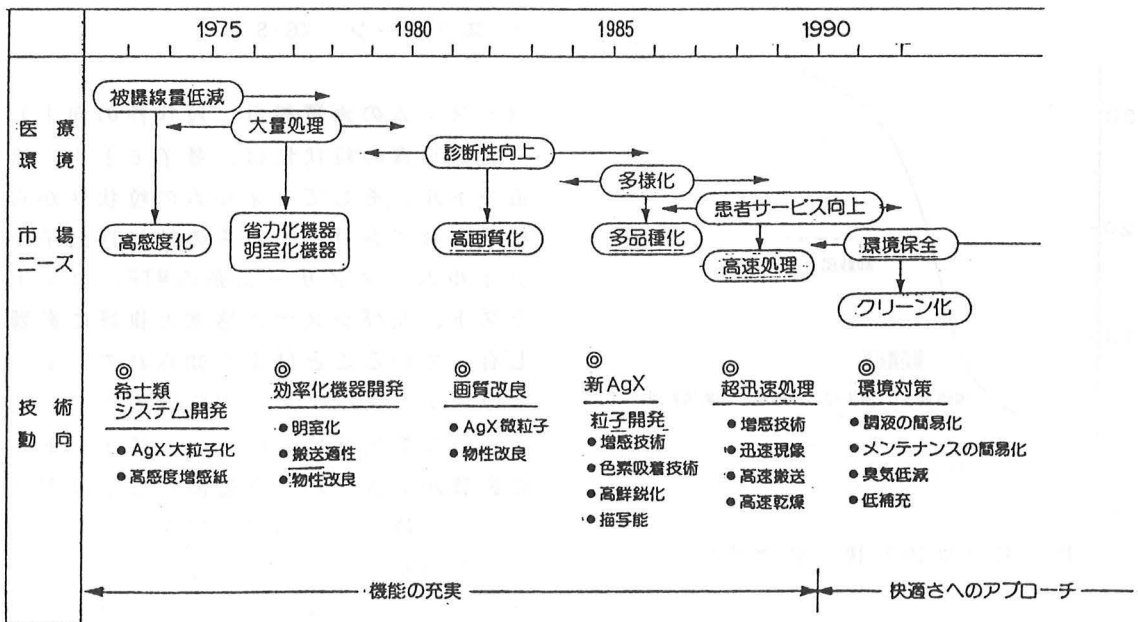 1975 1980 1985 1990
医療
環境
市場
ニーズ
被曝線量低減
大量処理
診断性向上
多様化
患者サービス向上
環境保全
高感度化
省力化機器
明室化機器
高画質化
多品種化
高速処理
クリーン化
技術
動向
◎
希土類
システム開発
● AgX大粒子化
● 高感度増感紙
◎
効率化機器開発
● 明室化
● 搬送適性
● 物性改良
◎
画質改良
● AgX微粒子
● 物性改良
◎
新AgX
粒子開発
● 増感技術
● 色素吸着技術
● 高鮮鋭化
● 描写能
◎
超迅速処理
● 増感技術
● 迅速現像
● 高速搬送
● 高速乾燥
◎
環境対策
● 調液の簡易化
● メンテナンスの簡易化
● 臭気低減
● 低補充
機能の充実
快適さへのアプローチ